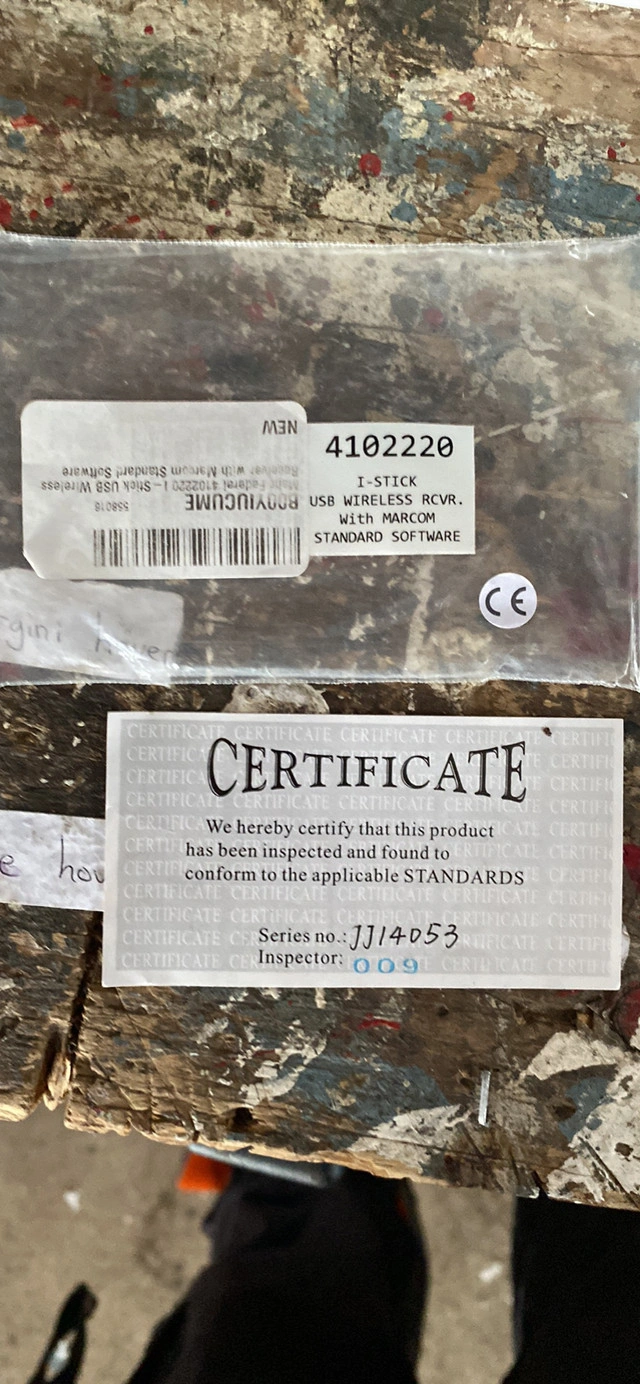 NEW
Mahr Federal 4102220 I-Stick USB Wireless
Receiver with Marcom Standard Software
558018
4102220
I-STICK
USB WIRELESS RCVR.
With MARCOM
STANDARD SOFTWARE
CE
CERTIFICATE
We hereby certify that this product
has been inspected and found to
conform to the applicable STANDARDS
Series no.: JJ14053
Inspector: 009